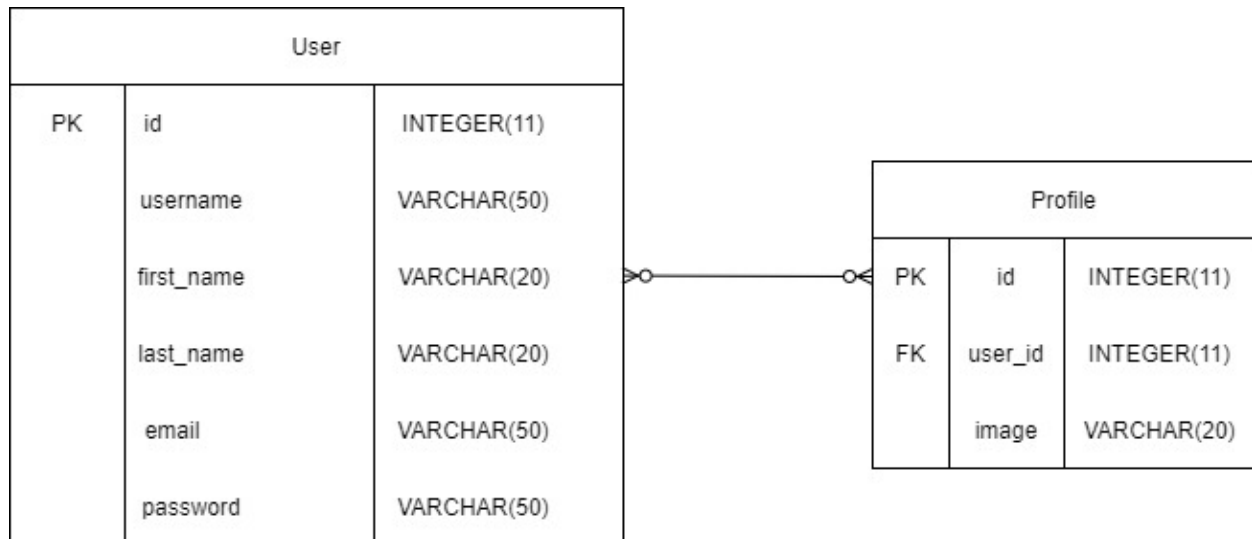 User
PK id INTEGER(11)
username VARCHAR(50)
first_name VARCHAR(20)
last_name VARCHAR(20)
email VARCHAR(50)
password VARCHAR(50)
Profile
PK id INTEGER(11)
FK user_id INTEGER(11)
image VARCHAR(20)